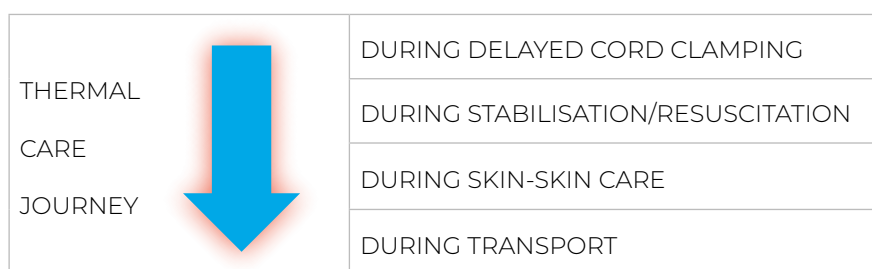 THERMAL
CARE
JOURNEY
DURING DELAYED CORD CLAMPING
DURING STABILISATION/RESUSCITATION
DURING SKIN-SKIN CARE
DURING TRANSPORT